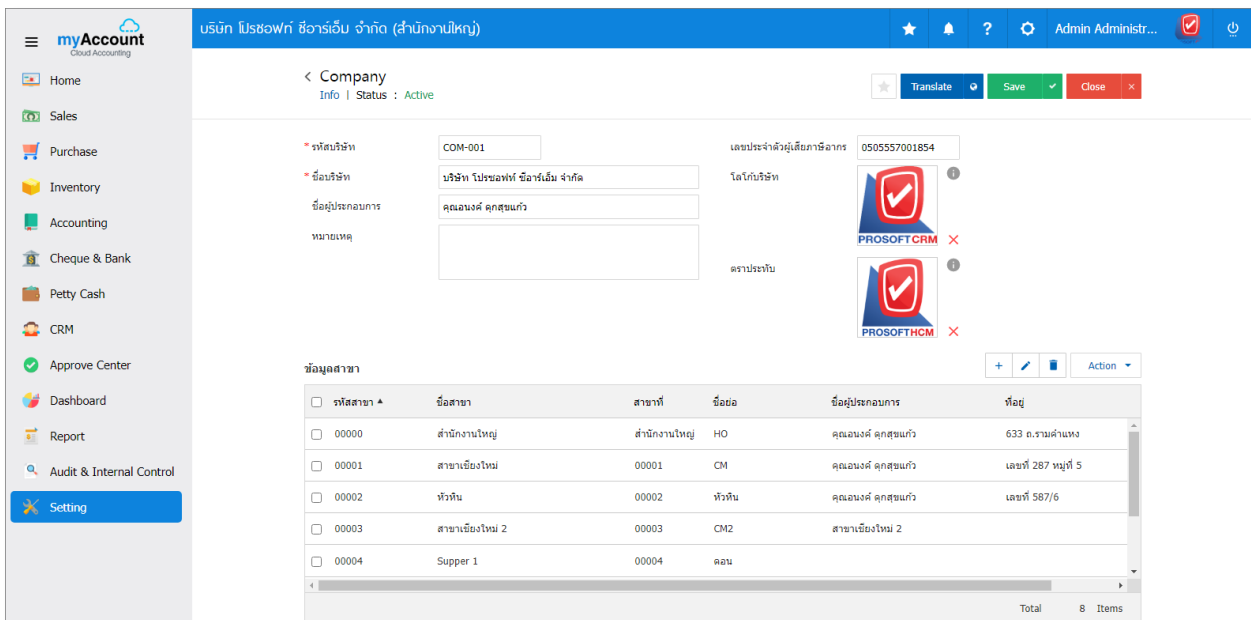 myAccount
Cloud Accounting
บริษัท โปรซอฟท์ ซีอาร์เอ็ม จำกัด (สำนักงานใหญ่)
?
Admin Administr...
Home
Sales
Purchase
Inventory
Accounting
Cheque & Bank
Petty Cash
CRM
Approve Center
Dashboard
Report
Audit & Internal Control
Setting
< Company
Info | Status : Active
Translate
Save
Close ×
* รหัสบริษัท COM-001
เลขประจำตัวผู้เสียภาษีอากร 0505557001854
* ชื่อบริษัท บริษัท โปรซอฟท์ ซีอาร์เอ็ม จำกัด
โลโก้บริษัท
ชื่อผู้ประกอบการ คุณอนงค์ ดุกสุขแก้ว
หมายเหตุ
PROSOFT CRM
ตราประทับ
PROSOFT HCM
ข้อมูลสาขา
+ Action
รหัสสาขา ชื่อสาขา สาขาที่ ชื่อย่อ ชื่อผู้ประกอบการ ที่อยู่
00000 สำนักงานใหญ่ สำนักงานใหญ่ HO คุณอนงค์ ดุกสุขแก้ว 633 ถ.รามคำแหง
00001 สาขาเชียงใหม่ 00001 CM คุณอนงค์ ดุกสุขแก้ว เลขที่ 287 หมู่ที่ 5
00002 หัวหิน 00002 หัวหิน คุณอนงค์ ดุกสุขแก้ว เลขที่ 587/6
00003 สาขาเชียงใหม่ 2 00003 CM2 สาขาเชียงใหม่ 2
00004 Supper 1 00004 ดอน
Total 8 Items